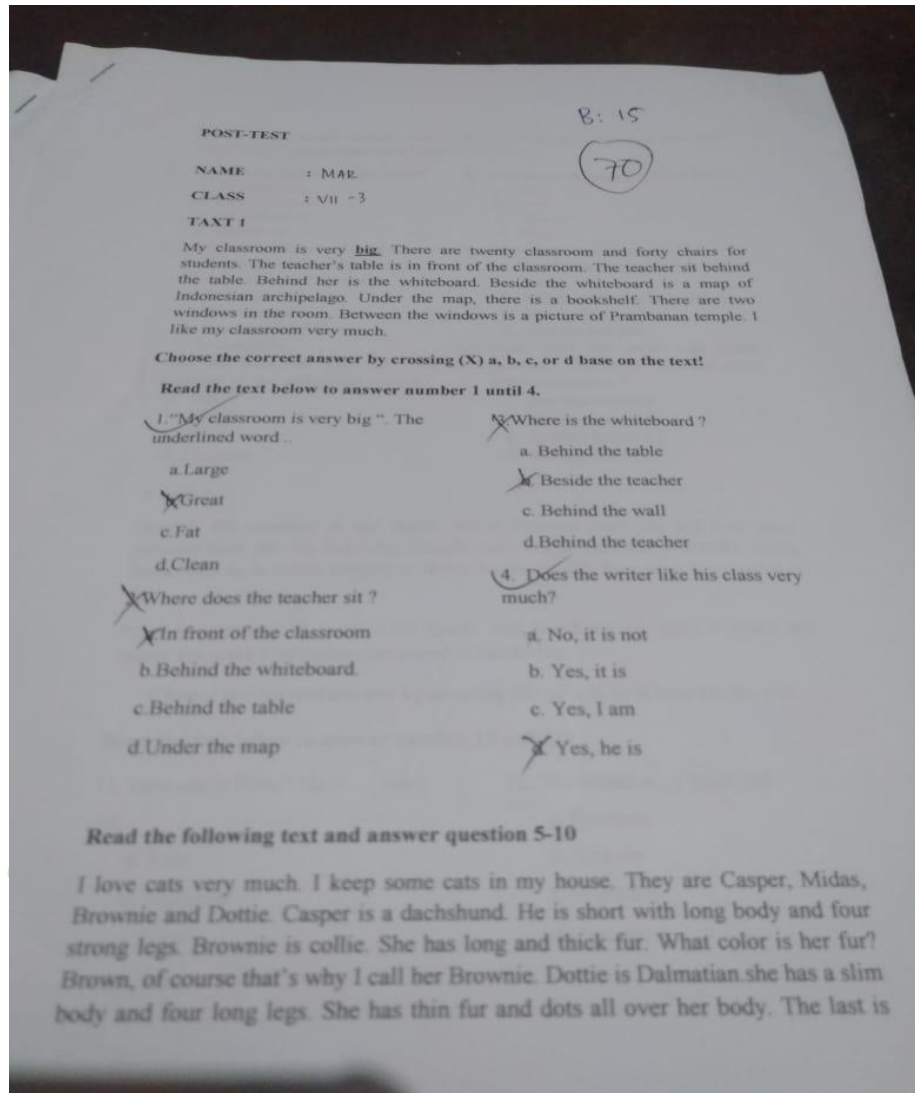 B: 15
POST-TEST
70
NAME : MAR
CLASS : VII -3
TAXT 1
My classroom is very big. There are twenty classroom and forty chairs for
students. The teacher's table is in front of the classroom. The teacher sit behind
the table. Behind her is the whiteboard. Beside the whiteboard is a map of
Indonesian archipelago. Under the map, there is a bookshelf. There are two
windows in the room. Between the windows is a picture of Prambanan temple. I
like my classroom very much.
Choose the correct answer by crossing (X) a, b, c, or d base on the text!
Read the text below to answer number 1 until 4.
1."My classroom is very big ". The
underlined word ..
a.Large
b.Great
c.Fat
d.Clean
2.Where does the teacher sit ?
a.In front of the classroom
b.Behind the whiteboard.
c.Behind the table
d.Under the map
3.Where is the whiteboard ?
a. Behind the table
b. Beside the teacher
c. Behind the wall
d.Behind the teacher
4. Does the writer like his class very
much?
a. No, it is not
b. Yes, it is
c. Yes, I am
d. Yes, he is
Read the following text and answer question 5-10
I love cats very much. I keep some cats in my house. They are Casper, Midas,
Brownie and Dottie. Casper is a dachshund. He is short with long body and four
strong legs. Brownie is collie. She has long and thick fur. What color is her fur?
Brown, of course that's why I call her Brownie. Dottie is Dalmatian.she has a slim
body and four long legs. She has thin fur and dots all over her body. The last is